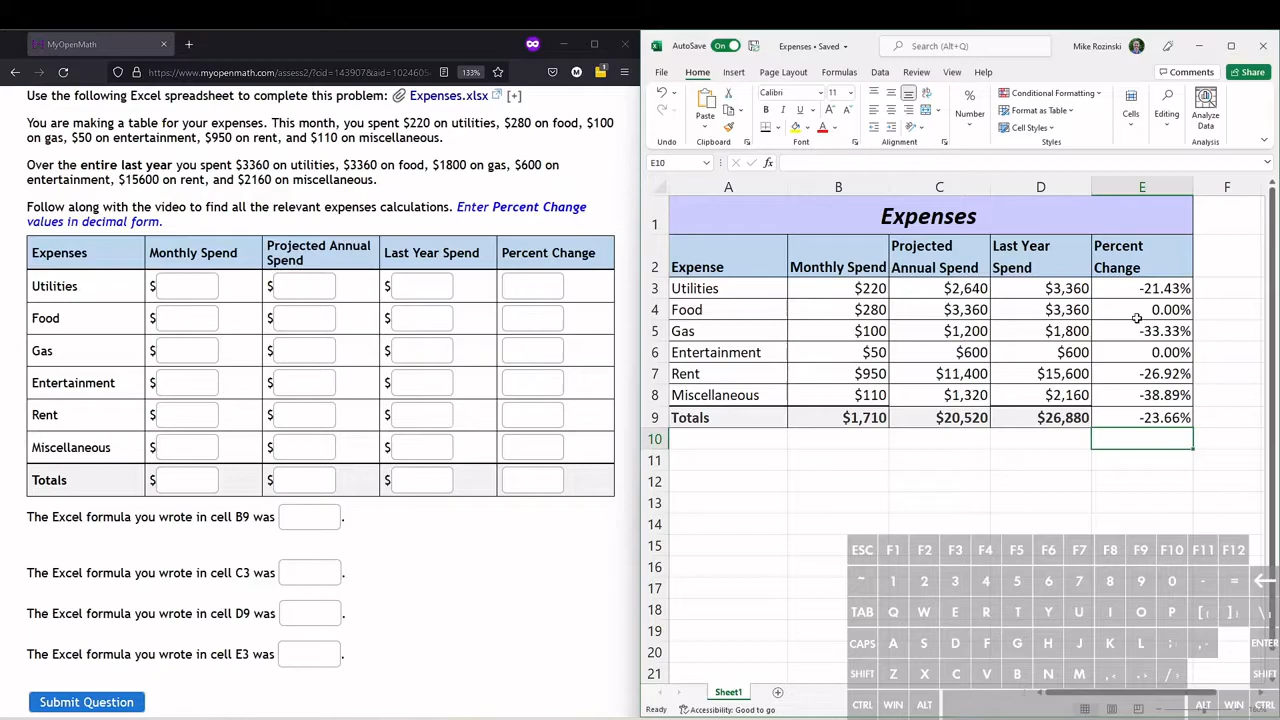 MyOpenMath
https://www.myopenmath.com/assess2/?cid=143907&aid=1024605
133%
Use the following Excel spreadsheet to complete this problem: Expenses.xlsx [+]
You are making a table for your expenses. This month, you spent $220 on utilities, $280 on food, $100
on gas, $50 on entertainment, $950 on rent, and $110 on miscellaneous.
Over the entire last year you spent $3360 on utilities, $3360 on food, $1800 on gas, $600 on
entertainment, $15600 on rent, and $2160 on miscellaneous.
Follow along with the video to find all the relevant expenses calculations. Enter Percent Change
values in decimal form.
Expenses Monthly Spend Projected Annual Spend Last Year Spend Percent Change
Utilities $ $ $
Food $ $ $
Gas $ $ $
Entertainment $ $ $
Rent $ $ $
Miscellaneous $ $ $
Totals $ $ $
The Excel formula you wrote in cell B9 was .
The Excel formula you wrote in cell C3 was .
The Excel formula you wrote in cell D9 was .
The Excel formula you wrote in cell E3 was .
Submit Question
AutoSave On Expenses • Saved Search (Alt+Q) Mike Rozinski
File Home Insert Page Layout Formulas Data Review View Help Comments Share
Paste Calibri 11 Number Conditional Formatting Format as Table Cell Styles Cells Editing Analyze Data
Undo Clipboard Font Alignment Styles Analysis
E10 fx
A B C D E F
1 Expenses
2 Expense Monthly Spend Projected Annual Spend Last Year Spend Percent Change
3 Utilities $220 $2,640 $3,360 -21.43%
4 Food $280 $3,360 $3,360 0.00%
5 Gas $100 $1,200 $1,800 -33.33%
6 Entertainment $50 $600 $600 0.00%
7 Rent $950 $11,400 $15,600 -26.92%
8 Miscellaneous $110 $1,320 $2,160 -38.89%
9 Totals $1,710 $20,520 $26,880 -23.66%
10
11
12
13
14
15
16
17
18
19
20
21
ESC F1 F2 F3 F4 F5 F6 F7 F8 F9 F10 F11 F12
~ 1 2 3 4 5 6 7 8 9 0 - =
TAB Q W E R T Y U I O P [ ] \
CAPS A S D F G H J K L ; , ENTER
SHIFT Z X C V B N M , . / SHIFT
CTRL WIN ALT ALT WIN CTRL
Sheet1
Ready Accessibility: Good to go